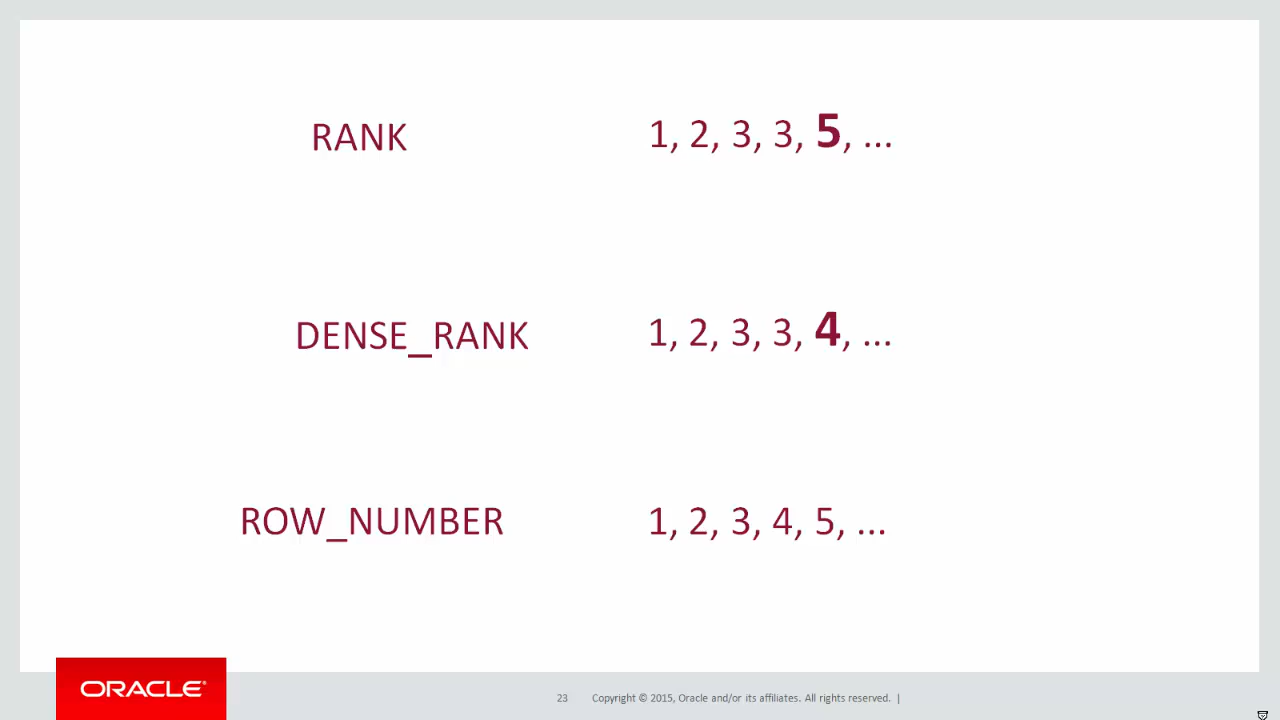 RANK 1, 2, 3, 3, 5, ...
DENSE_RANK 1, 2, 3, 3, 4, ...
ROW_NUMBER 1, 2, 3, 4, 5, ...
ORACLE®
23 Copyright © 2015, Oracle and/or its affiliates. All rights reserved. |